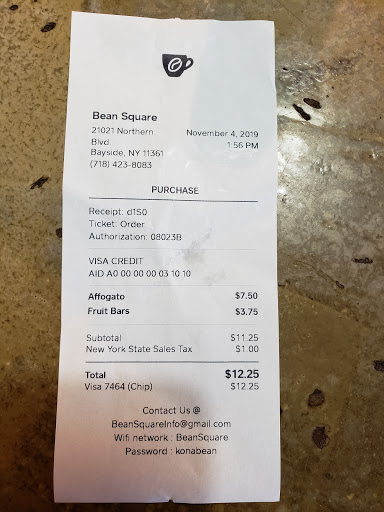 Bean Square
21021 Northern
Blvd.
Bayside, NY 11361
(718) 423-8083
November 4, 2019
1:56 PM
PURCHASE
Receipt: d1S0
Ticket: Order
Authorization: 08023B
VISA CREDIT
AID A0 00 00 00 03 10 10
Affogato $7.50
Fruit Bars $3.75
Subtotal $11.25
New York State Sales Tax $1.00
Total $12.25
Visa 7464 (Chip) $12.25
Contact Us @
BeanSquareInfo@gmail.com
Wifi network : BeanSquare
Password : konabean